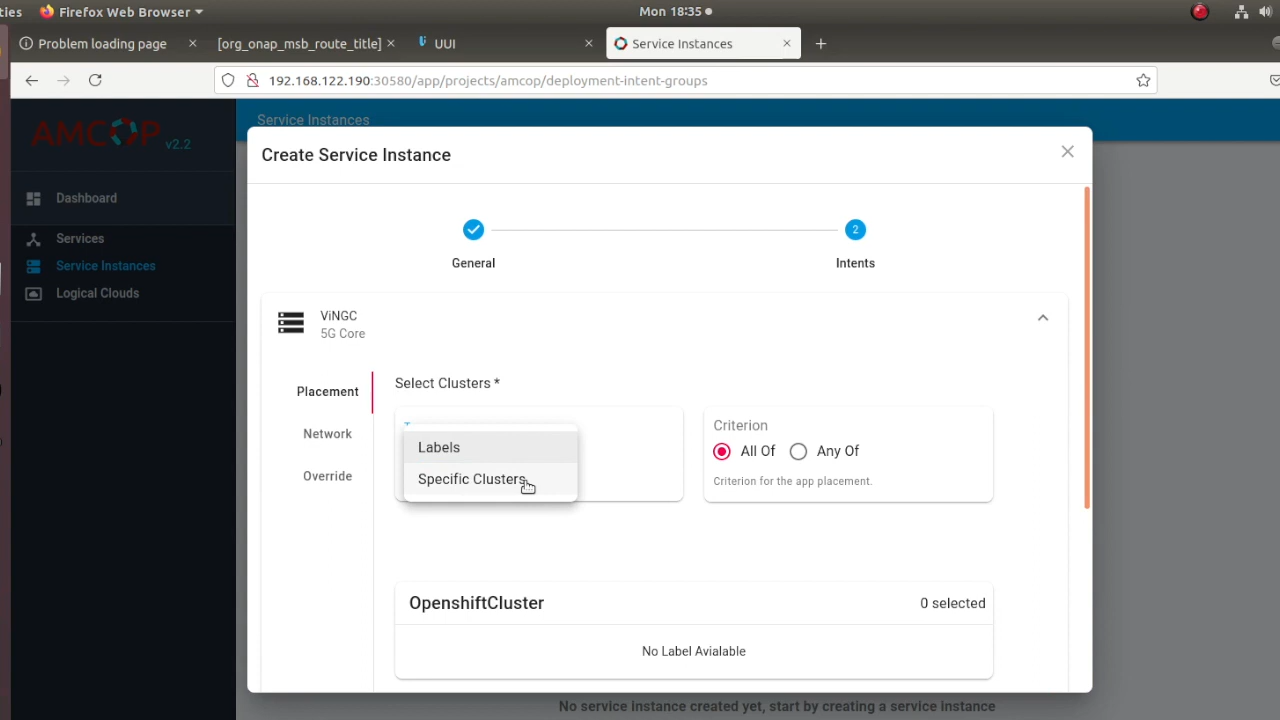 ties Firefox Web Browser Mon 18:35
Problem loading page [org_onap_msb_route_title] UUI Service Instances
192.168.122.190:30580/app/projects/amcop/deployment-intent-groups
AMCOP v2.2
Service Instances
Dashboard
Services
Service Instances
Logical Clouds
Create Service Instance
2
General Intents
ViNGC
5G Core
Placement
Network
Override
Select Clusters *
Labels
Specific Clusters
Criterion
All Of Any Of
Criterion for the app placement.
OpenshiftCluster 0 selected
No Label Avialable
No service instance created yet, start by creating a service instance